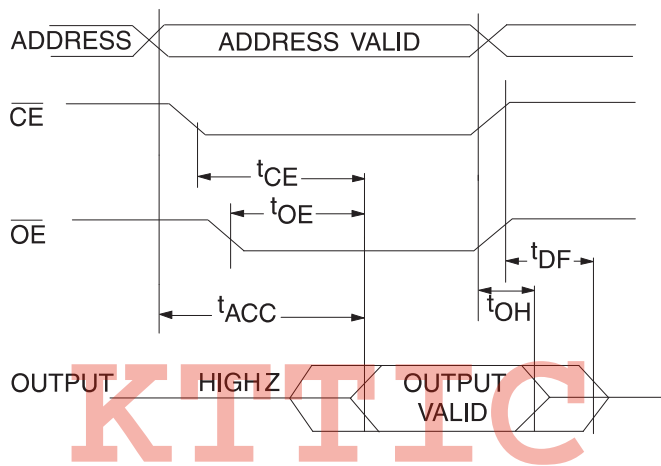 ADDRESS ADDRESS VALID
CE
tCE
tOE
OE
tDF
tACC
tOH
OUTPUT HIGH Z OUTPUT VALID
KTTIC